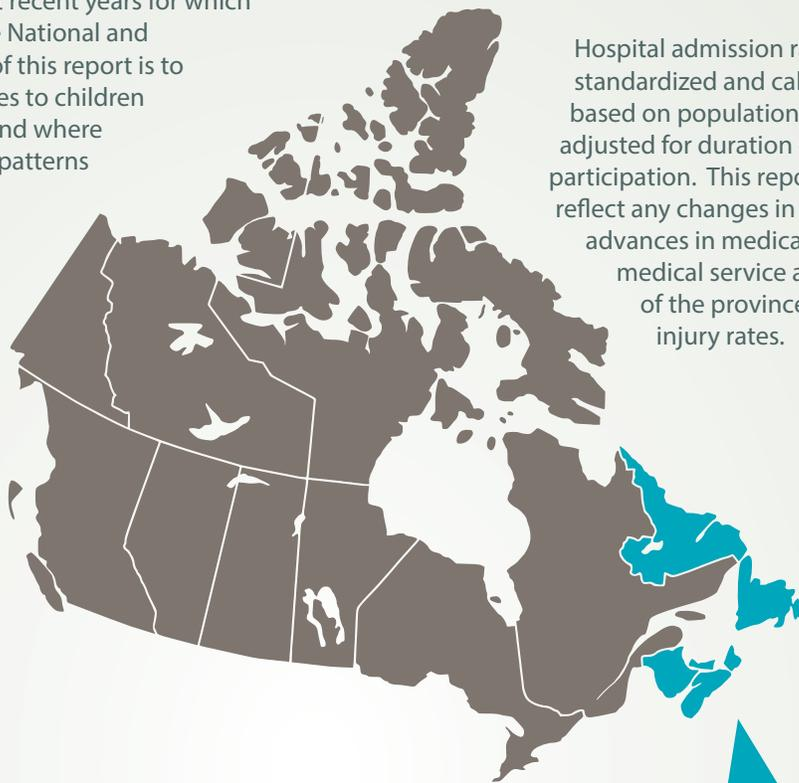 recent years for which
National and
of this report is to
es to children
nd where
patterns
Hospital admission r
standardized and cal
based on population
adjusted for duration
participation. This repo
reflect any changes in
advances in medica
medical service a
of the province
injury rates.